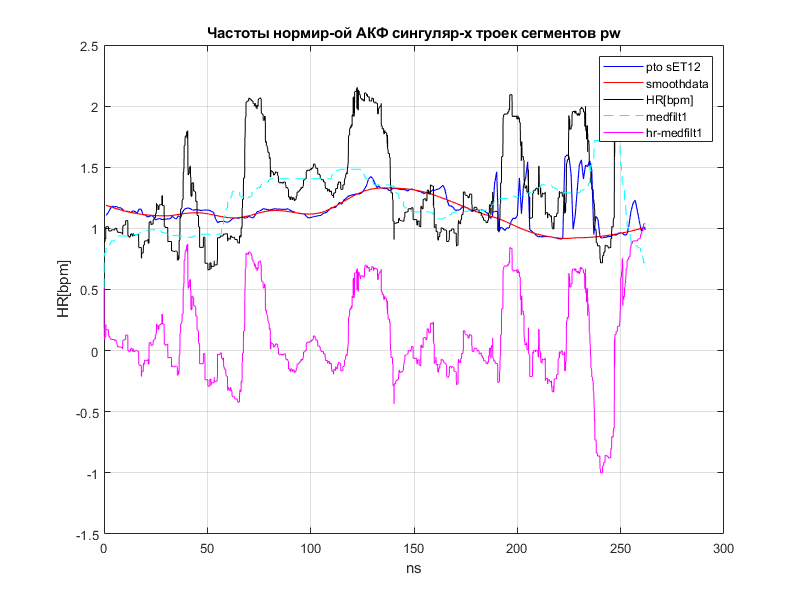 Частоты нормир-ой АКФ сингуляр-х троек сегментов pw
2.5
2
1.5
1
0.5
0
-0.5
-1
-1.5
HR[bpm]
pto sET12
smoothdata
HR[bpm]
medfilt1
hr-medfilt1
0
50
100
150
200
250
300
ns